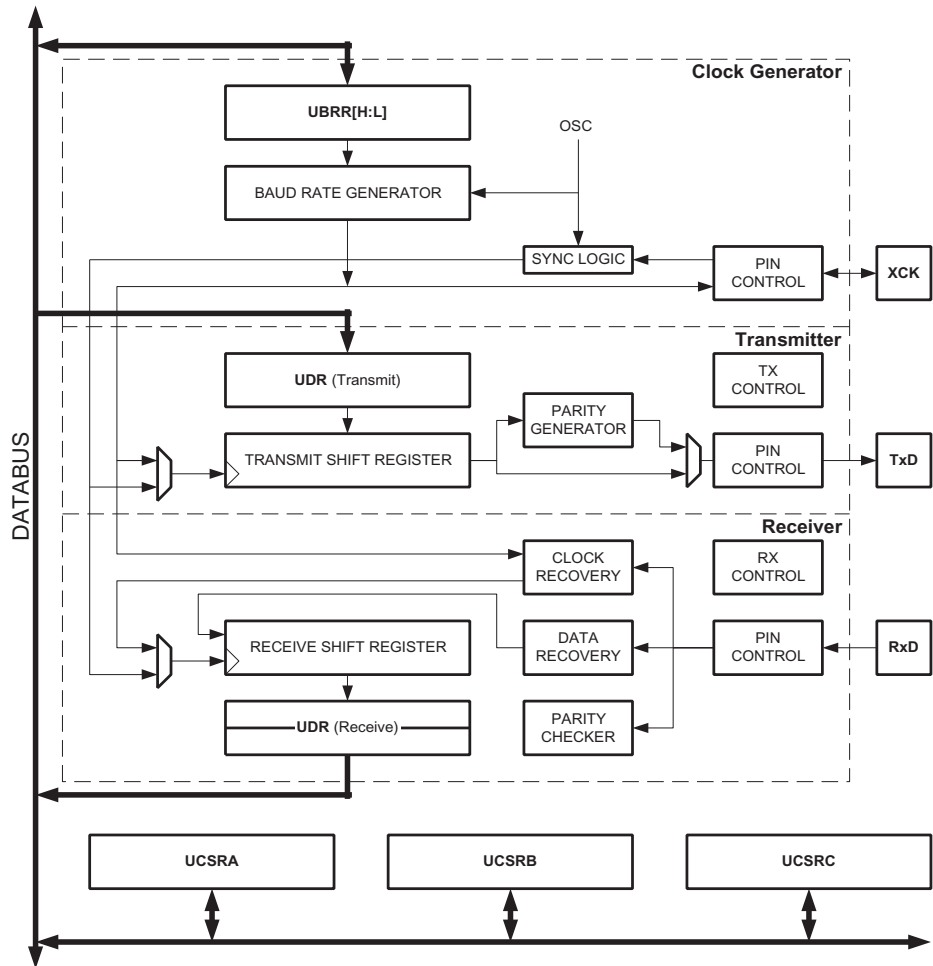 Clock Generator
UBRR[H:L]
OSC
BAUD RATE GENERATOR
SYNC LOGIC
PIN
CONTROL
XCK
Transmitter
UDR (Transmit)
TX
CONTROL
PARITY
GENERATOR
TRANSMIT SHIFT REGISTER
PIN
CONTROL
TxD
DATABUS
Receiver
CLOCK
RECOVERY
RX
CONTROL
RECEIVE SHIFT REGISTER
DATA
RECOVERY
PIN
CONTROL
RxD
UDR (Receive)
PARITY
CHECKER
UCSRA
UCSRB
UCSRC